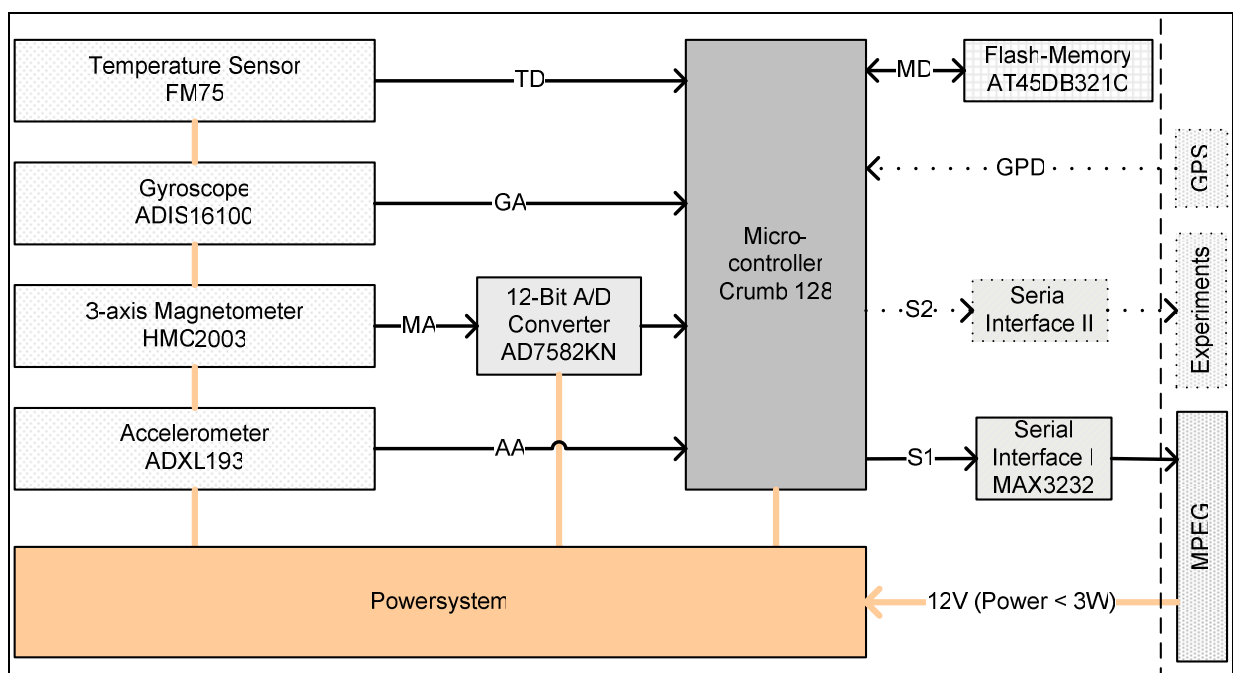 Temperature Sensor
FM75
TD
Gyroscope
ADIS16100
GA
3-axis Magnetometer
HMC2003
MA
12-Bit A/D
Converter
AD7582KN
Accelerometer
ADXL193
AA
Micro-
controller
Crumb 128
MD
Flash-Memory
AT45DB321C
GPD
GPS
S2
Seria
Interface II
Experiments
S1
Serial
Interface I
MAX3232
MPEG
Powersystem
12V (Power < 3W)